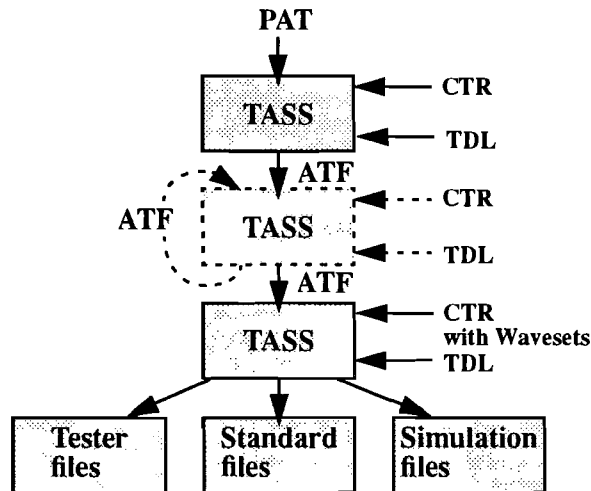 PAT
CTR
TASS
TDL
ATF
CTR
ATF
TASS
TDL
ATF
CTR
with Wavesets
TASS
TDL
Tester
files
Standard
files
Simulation
files